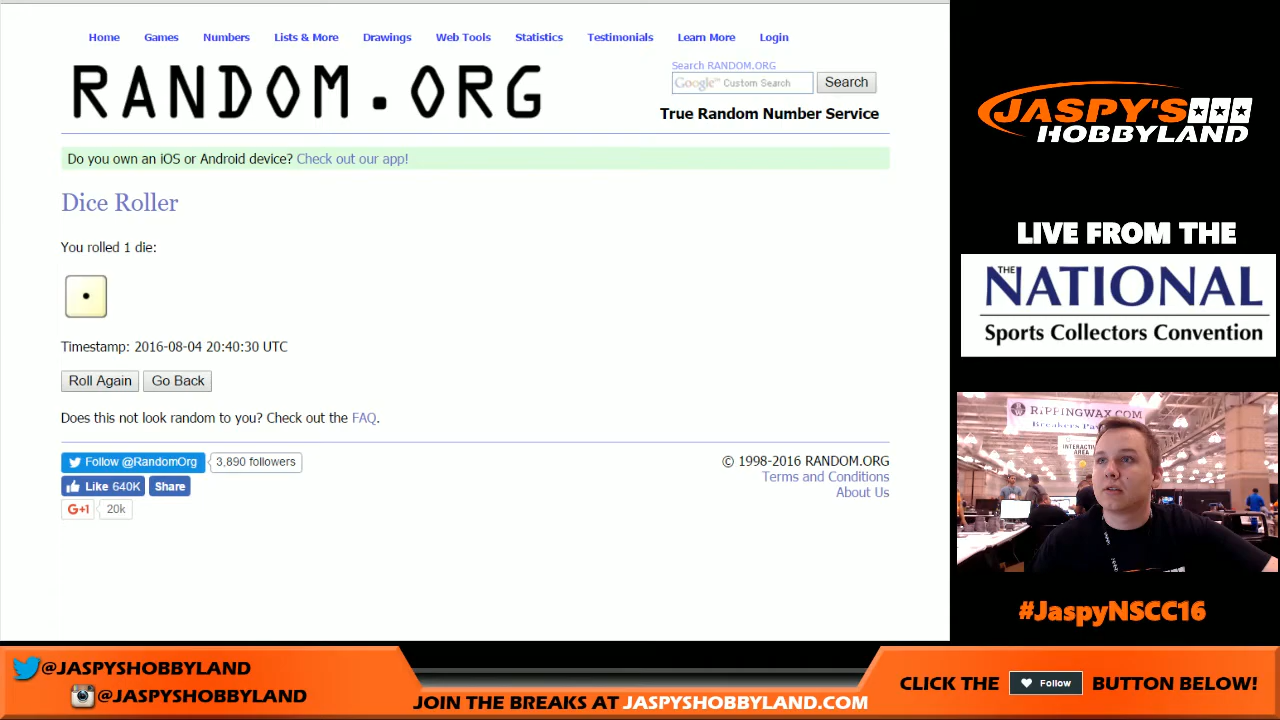 Home Games Numbers Lists & More Drawings Web Tools Statistics Testimonials Learn More Login
RANDOM.ORG
Search RANDOM.ORG
Google™ Custom Search Search
True Random Number Service
Do you own an iOS or Android device? Check out our app!
Dice Roller
You rolled 1 die:
Timestamp: 2016-08-04 20:40:30 UTC
Roll Again Go Back
Does this not look random to you? Check out the FAQ.
Follow @RandomOrg 3,890 followers
Like 640K Share
G+1 20k
© 1998-2016 RANDOM.ORG
Terms and Conditions
About Us
JASPY'S
HOBBYLAND
LIVE FROM THE
THE NATIONAL
Sports Collectors Convention
RIPPINGWAX.COM
INTERACTIVE
AREA
#JaspyNSCC16
@JASPYSHOBBYLAND
@JASPYSHOBBYLAND
JOIN THE BREAKS AT JASPYSHOBBYLAND.COM
CLICK THE Follow BUTTON BELOW!